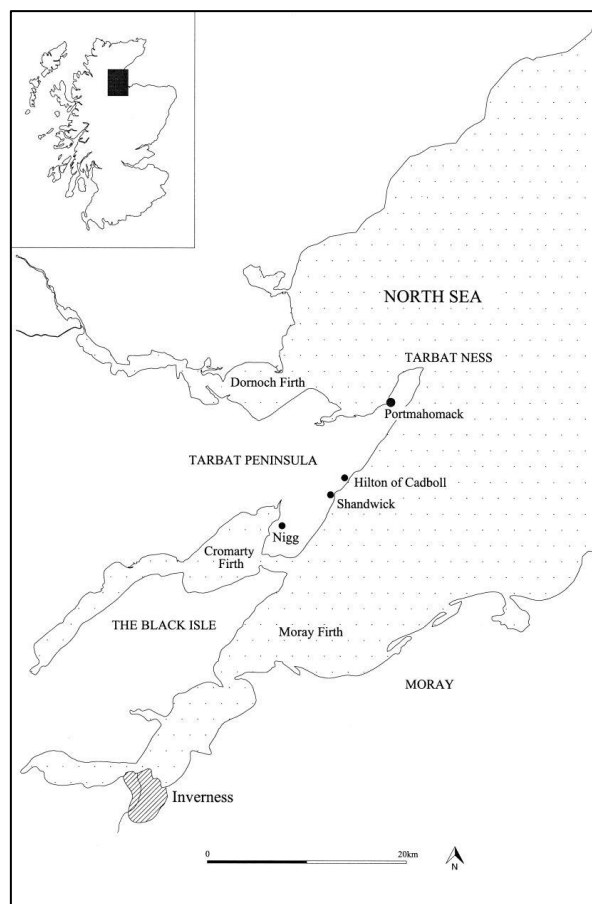 NORTH SEA
TARBAT NESS
Dornoch Firth
Portmahomack
TARBAT PENINSULA
Hilton of Cadboll
Shandwick
Nigg
Cromarty
Firth
THE BLACK ISLE
Moray Firth
MORAY
Inverness
0
20km
N